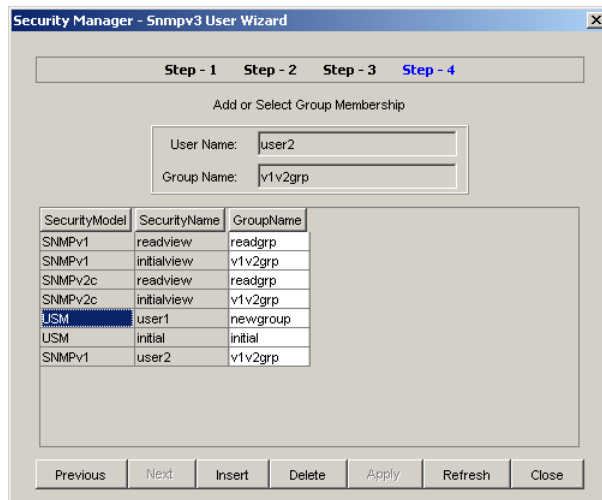 Security Manager - Snmpv3 User Wizard
Step - 1 Step - 2 Step - 3 Step - 4
Add or Select Group Membership
User Name: user2
Group Name: v1v2grp
SecurityModel SecurityName GroupName
SNMPv1 readview readgrp
SNMPv1 initialview v1v2grp
SNMPv2c readview readgrp
SNMPv2c initialview v1v2grp
USM user1 newgroup
USM initial initial
SNMPv1 user2 v1v2grp
Previous Next Insert Delete Apply Refresh Close